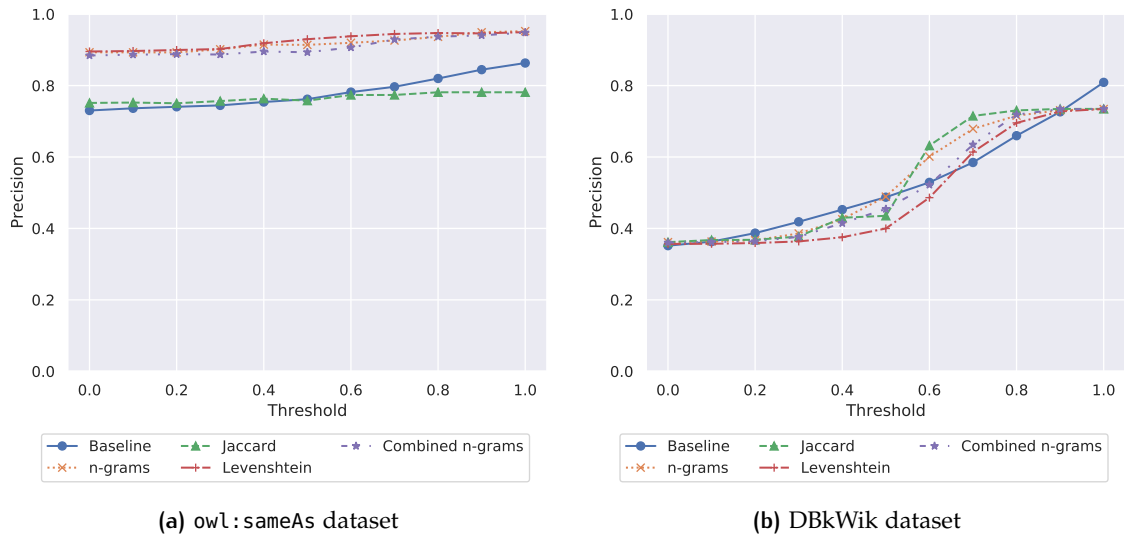 1.0
0.8
0.6
0.4
0.2
0.0
Precision
0.0 0.2 0.4 0.6 0.8 1.0
Threshold
Baseline Jaccard Combined n-grams
n-grams Levenshtein
(a) owl:sameAs dataset
1.0
0.8
0.6
0.4
0.2
0.0
Precision
0.0 0.2 0.4 0.6 0.8 1.0
Threshold
Baseline Jaccard Combined n-grams
n-grams Levenshtein
(b) DBkWik dataset